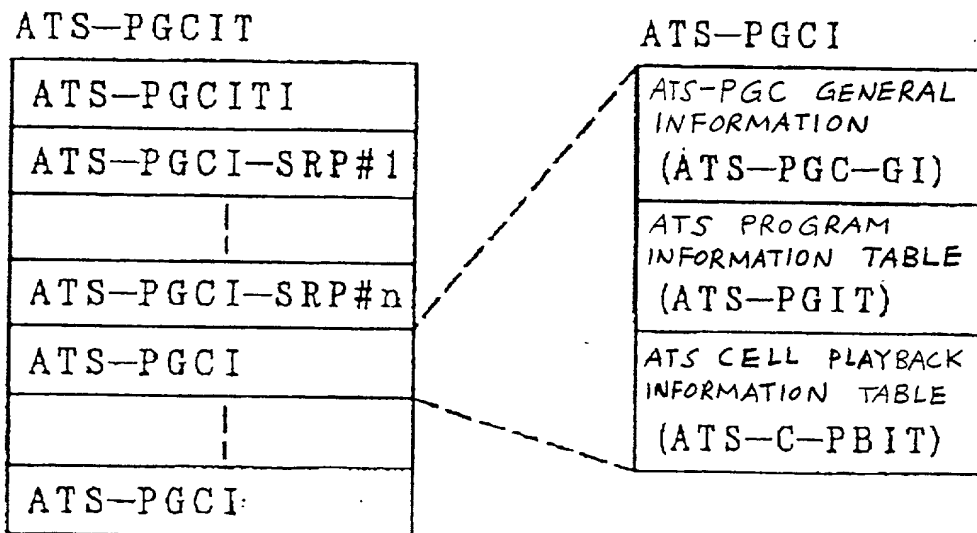 ATS—PGCIT
ATS—PGCITI
ATS—PGCI—SRP#1
ATS—PGCI—SRP#n
ATS—PGCI
ATS—PGCI
ATS—PGCI
ATS-PGC GENERAL
INFORMATION
(ATS—PGC—GI)
ATS PROGRAM
INFORMATION TABLE
(ATS—PGIT)
ATS CELL PLAYBACK
INFORMATION TABLE
(ATS—C—PBIT)